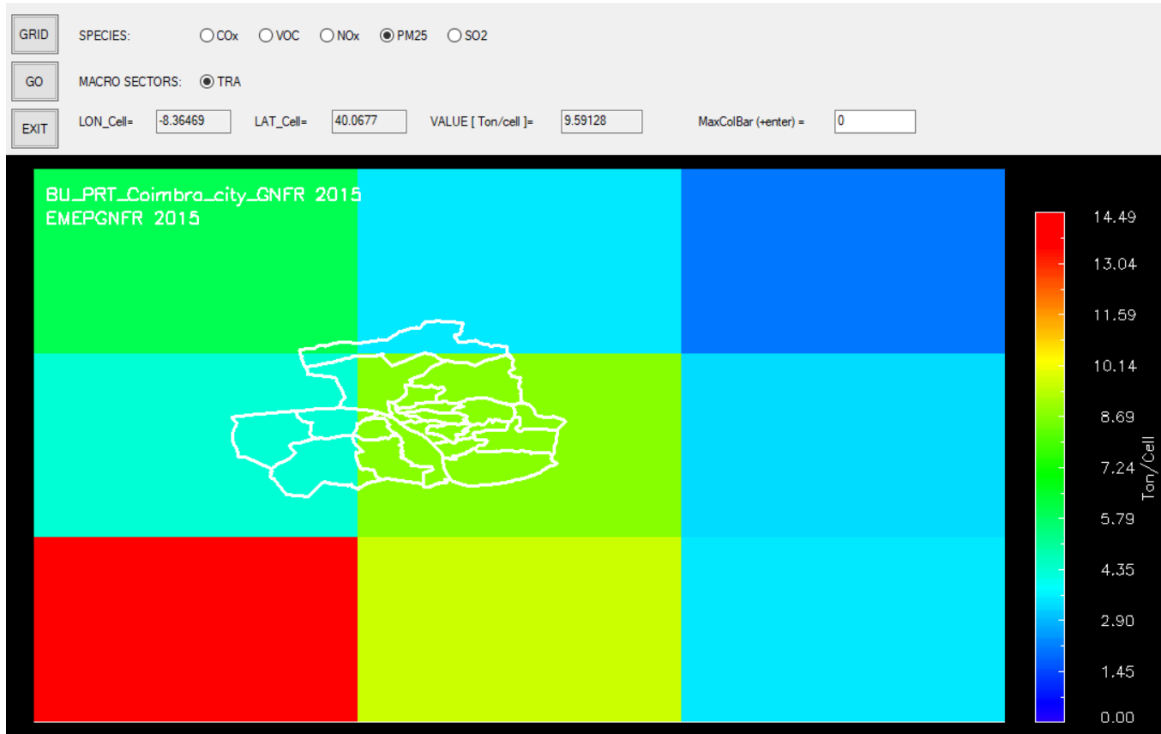 GRID SPECIES: COx VOC NOx PM25 SO2
GO MACRO SECTORS: TRA
EXIT LON_Cell= -8.36469 LAT_Cell= 40.0677 VALUE [ Ton/cell ]= 9.59128 MaxColBar (+enter) = 0
BU_PRT_Coimbra_city_GNFR 2015
EMEPGNFR 2015
14.49
13.04
11.59
10.14
8.69
7.24
5.79
4.35
2.90
1.45
0.00
Ton/Cell